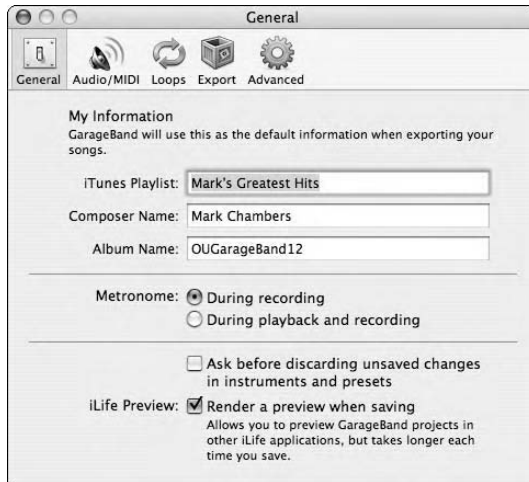 General
General Audio/MIDI Loops Export Advanced
My Information
GarageBand will use this as the default information when exporting your
songs.
iTunes Playlist: Mark's Greatest Hits
Composer Name: Mark Chambers
Album Name: OUGarageBand12
Metronome: During recording
During playback and recording
Ask before discarding unsaved changes
in instruments and presets
iLife Preview: Render a preview when saving
Allows you to preview GarageBand projects in
other iLife applications, but takes longer each
time you save.